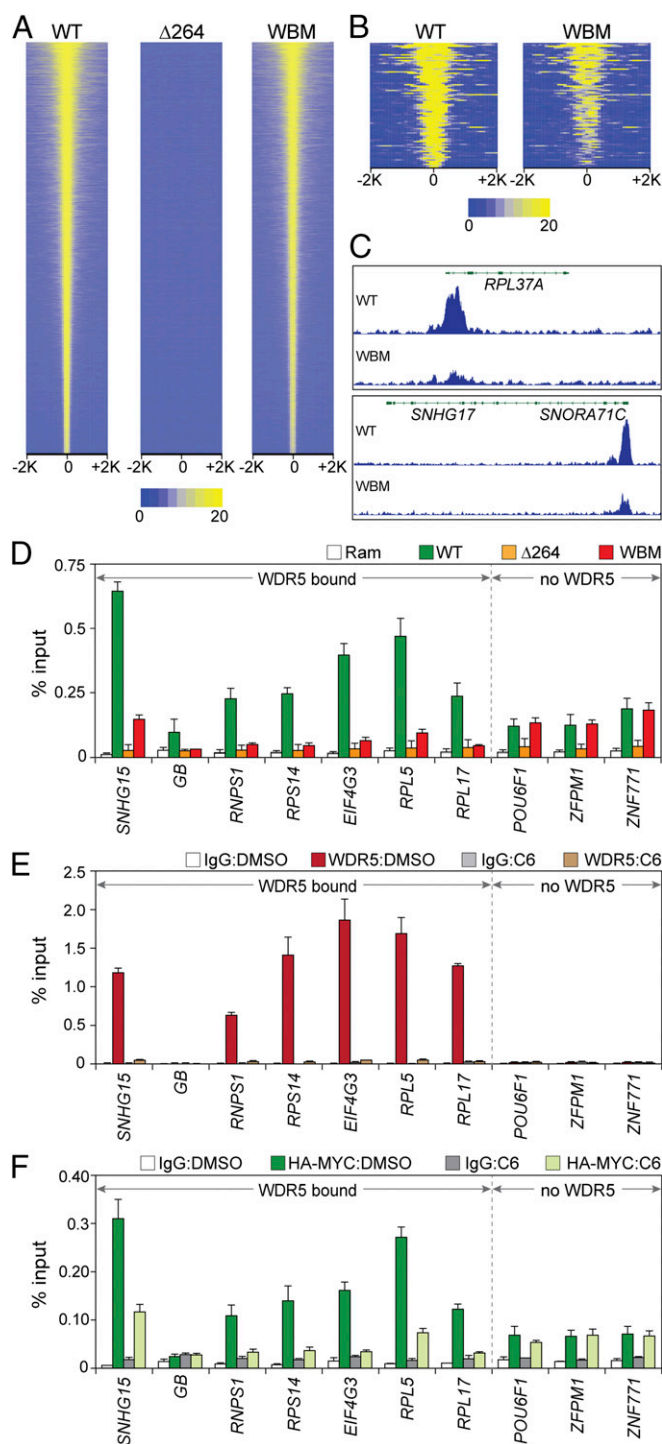 A
WT
Δ264
WBM
-2K
0
+2K
-2K
0
+2K
-2K
0
+2K
0
20
B
WT
WBM
-2K
0
+2K
-2K
0
+2K
0
20
C
RPL37A
WT
WBM
SNHG17
SNORA71C
WT
WBM
D
Ram
WT
Δ264
WBM
WDR5 bound
no WDR5
% input
0.75
0.5
0.25
0
SNHG15
GB
RNPS1
RPS14
EIF4G3
RPL5
RPL17
POU6F1
ZFPM1
ZNF771
E
IgG:DMSO
WDR5:DMSO
IgG:C6
WDR5:C6
WDR5 bound
no WDR5
% input
2.5
2.0
1.5
1.0
0.5
0
SNHG15
GB
RNPS1
RPS14
EIF4G3
RPL5
RPL17
POU6F1
ZFPM1
ZNF771
F
IgG:DMSO
HA-MYC:DMSO
IgG:C6
HA-MYC:C6
WDR5 bound
no WDR5
% input
0.40
0.3
0.20
0.10
0
SNHG15
GB
RNPS1
RPS14
EIF4G3
RPL5
RPL17
POU6F1
ZFPM1
ZNF771